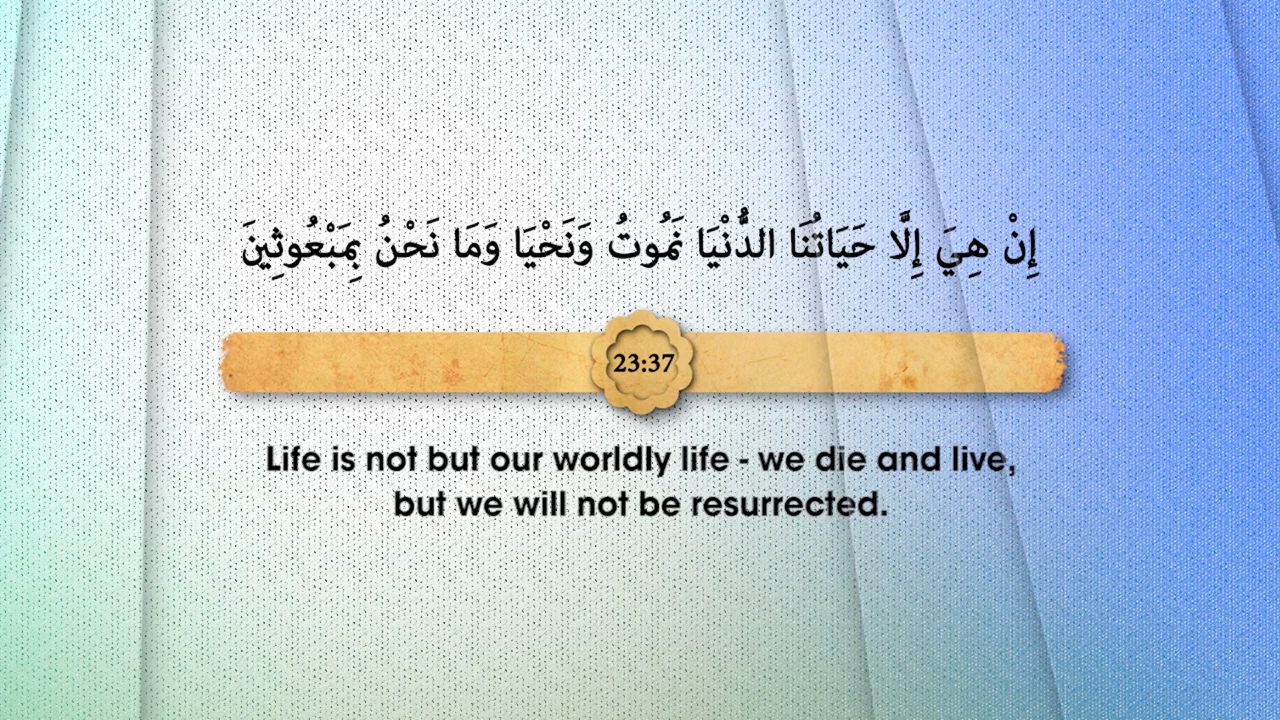 إِنْ هِيَ إِلَّا حَيَاتُنَا الدُّنْيَا نَمُوتُ وَنَحْيَا وَمَا نَحْنُ بِمَبْعُوثِينَ
23:37
Life is not but our worldly life - we die and live,
but we will not be resurrected.